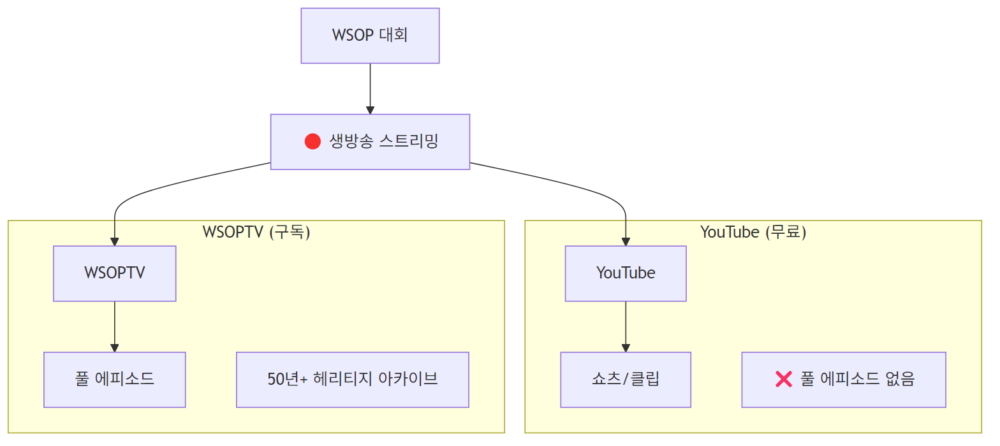 WSOP 대회
🔴 생방송 스트리밍
WSOPTV (구독)
WSOPTV
풀 에피소드
50년+ 헤리티지 아카이브
YouTube (무료)
YouTube
쇼츠/클립
❌ 풀 에피소드 없음